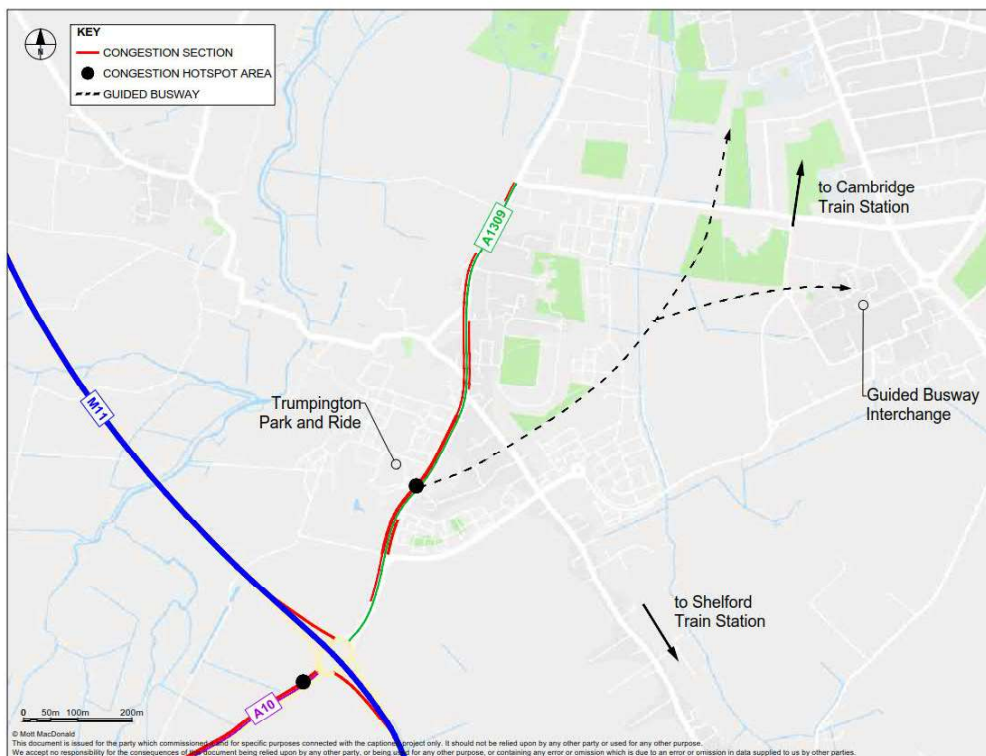 KEY
CONGESTION SECTION
CONGESTION HOTSPOT AREA
GUIDED BUSWAY
N
to Cambridge
Train Station
A1309
M11
Trumpington
Park and Ride
Guided Busway
Interchange
to Shelford
Train Station
A10
0 50m 100m 200m
© Mott MacDonald
This document is issued for the party which commissioned and for specific purposes connected with the captioned project only. It should not be relied upon by any other party or used for any other purpose.
We accept no responsibility for the consequences of this document being relied upon by any other party, or being used for any other purpose, or containing any error or omission which is due to an error or omission in data supplied to us by other parties.